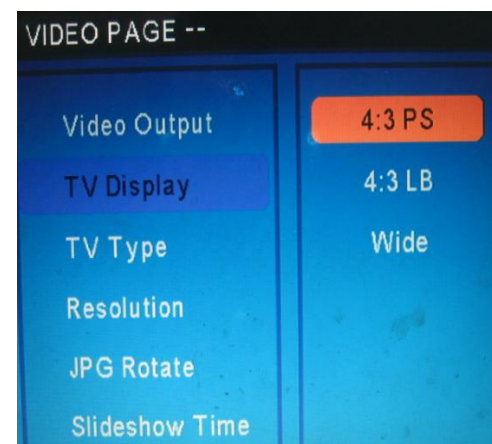 VIDEO PAGE --
Video Output
TV Display
TV Type
Resolution
JPG Rotate
Slideshow Time
4:3 PS
4:3 LB
Wide